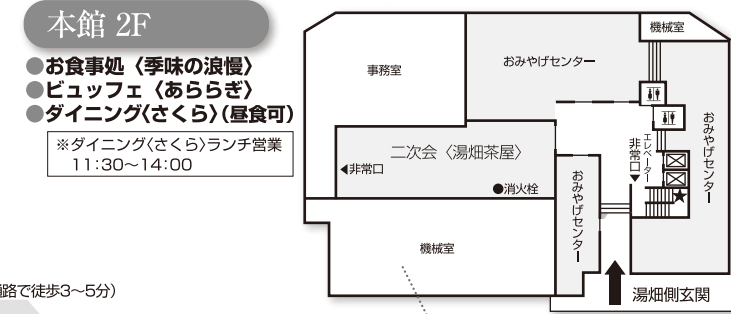 本館 2F
●お食事処〈季味の浪慢〉
●ビュッフェ〈あららぎ〉
●ダイニング〈さくら〉(昼食可)
※ダイニング〈さくら〉ランチ営業
11:30〜14:00
機械室
おみやげセンター
事務室
おみやげセンター
二次会〈湯畑茶屋〉
エレベーター
非常口
非常口
消火栓
おみやげセンター
機械室
湯畑側玄関
路で徒歩3〜5分)